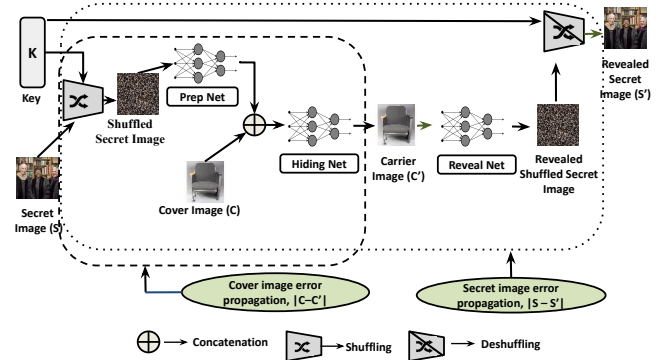 K
Key
Shuffled
Secret Image
Prep Net
Hiding Net
Cover Image (C)
Secret
Image (S)
Carrier
Image (C')
Reveal Net
Revealed
Shuffled Secret
Image
Revealed
Secret
Image (S')
Cover image error
propagation, |C–C'|
Secret image error
propagation, |S – S'|
Concatenation
Shuffling
Deshuffling